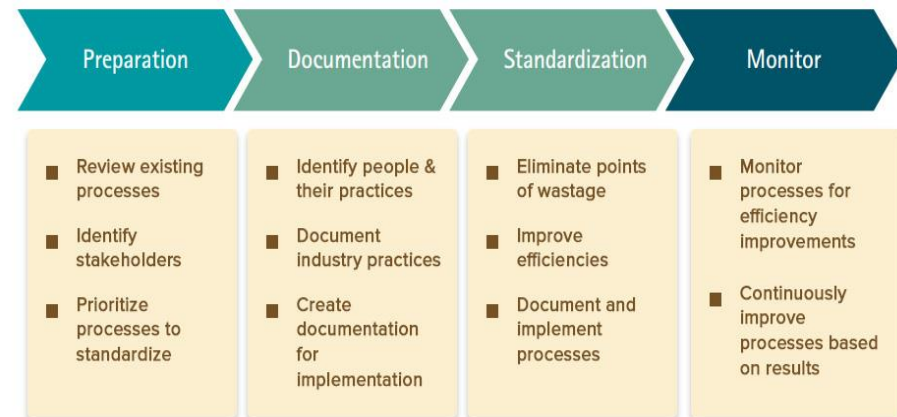 Preparation
Documentation
Standardization
Monitor
Review existing
processes
Identify
stakeholders
Prioritize
processes to
standardize
Identify people &
their practices
Document
industry practices
Create
documentation
for
implementation
Eliminate points
of wastage
Improve
efficiencies
Document and
implement
processes
Monitor
processes for
efficiency
improvements
Continuously
improve
processes based
on results